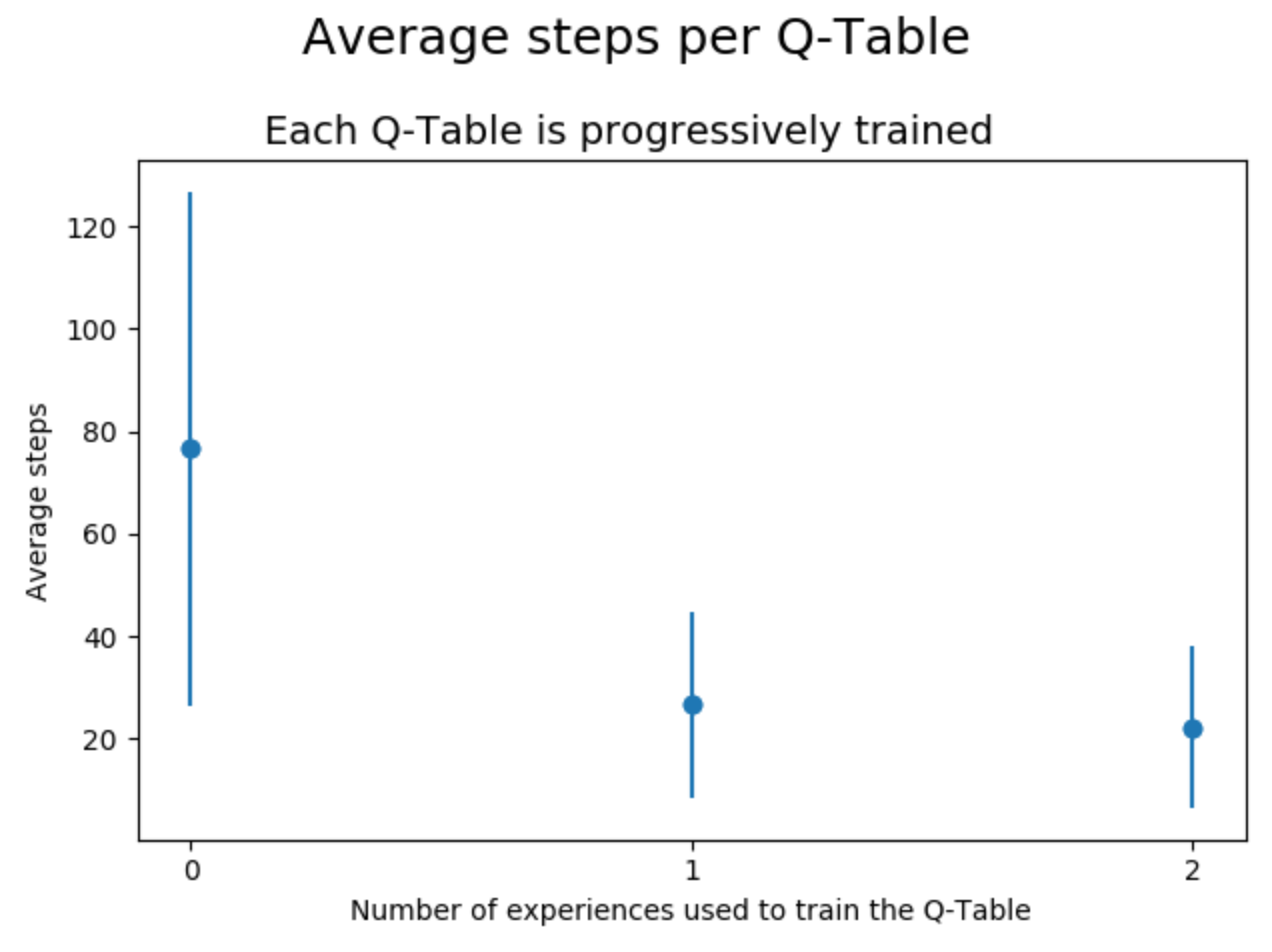 Average steps per Q-Table
Each Q-Table is progressively trained
120
100
80
60
40
20
Average steps
0
1
2
Number of experiences used to train the Q-Table